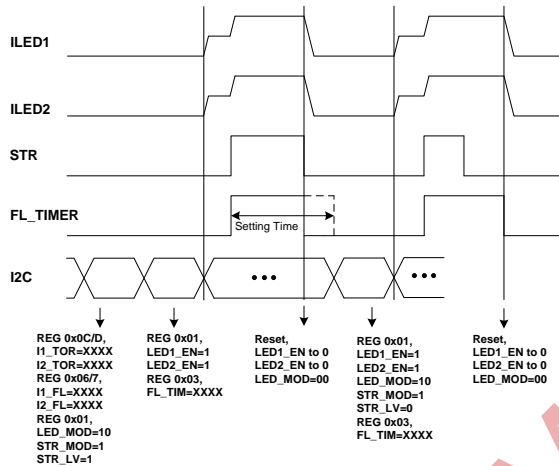 ILED1
ILED2
STR
FL_TIMER
Setting Time
I2C
REG 0x0C/D,
I1_TOR=XXXX
I2_TOR=XXXX
REG 0x06/7,
I1_FL=XXXX
I2_FL=XXXX
REG 0x01,
LED_MOD=10
STR_MOD=1
STR_LV=1
REG 0x01,
LED1_EN=1
LED2_EN=1
REG 0x03,
FL_TIM=XXXX
Reset,
LED1_EN to 0
LED2_EN to 0
LED_MOD=00
REG 0x01,
LED1_EN=1
LED2_EN=1
LED_MOD=10
STR_MOD=1
STR_LV=0
REG 0x03,
FL_TIM=XXXX
Reset,
LED1_EN to 0
LED2_EN to 0
LED_MOD=00